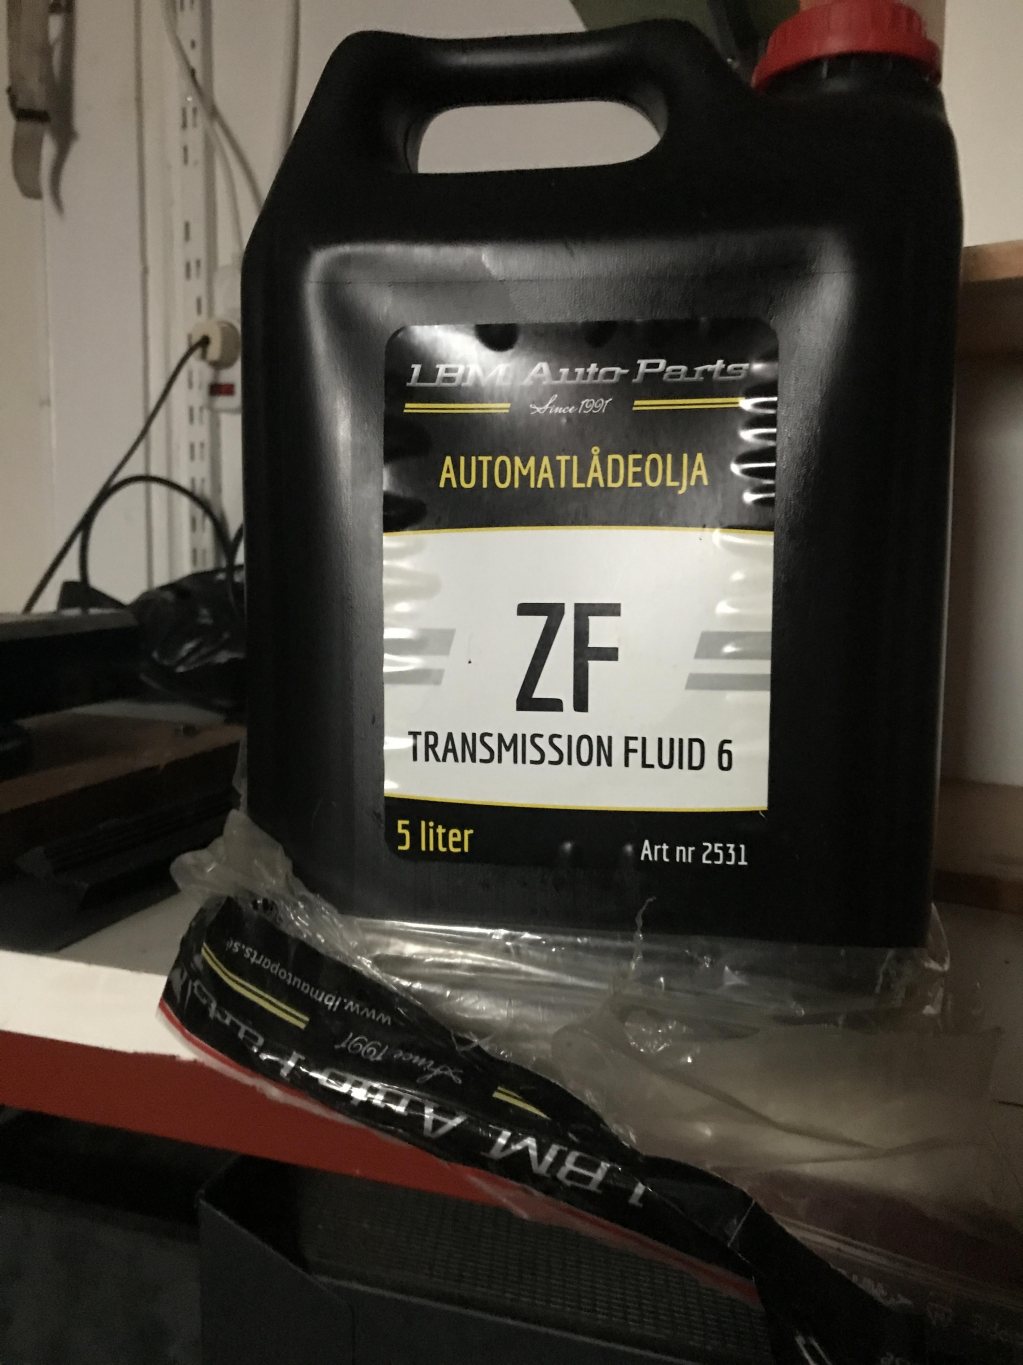 LBM Auto Parts
Since 1991
AUTOMATLÅDEOLJA
ZF
TRANSMISSION FLUID 6
5 liter
Art nr 2531
www.lbmautoparts.se
Since 1991
LBM Auto Parts